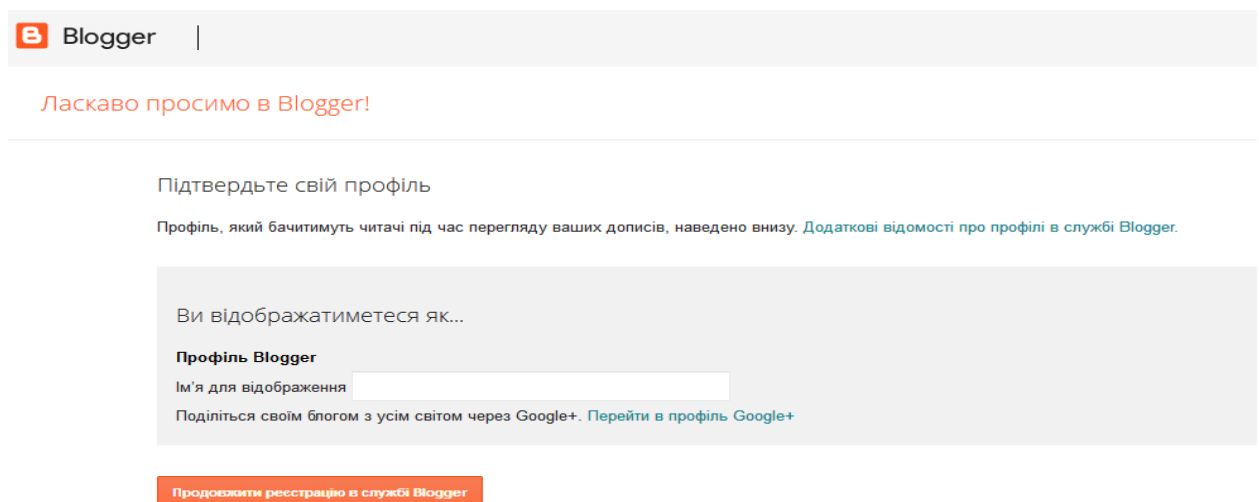 Blogger
Ласкаво просимо в Blogger!
Підтвердьте свій профіль
Профіль, який бачитимуть читачі під час перегляду ваших дописів, наведено внизу. Додаткові відомості про профілі в службі Blogger.
Ви відображатиметеся як...
Профіль Blogger
Ім'я для відображення
Поділіться своїм блогом з усім світом через Google+. Перейти в профіль Google+
Продовжити реєстрацію в службі Blogger